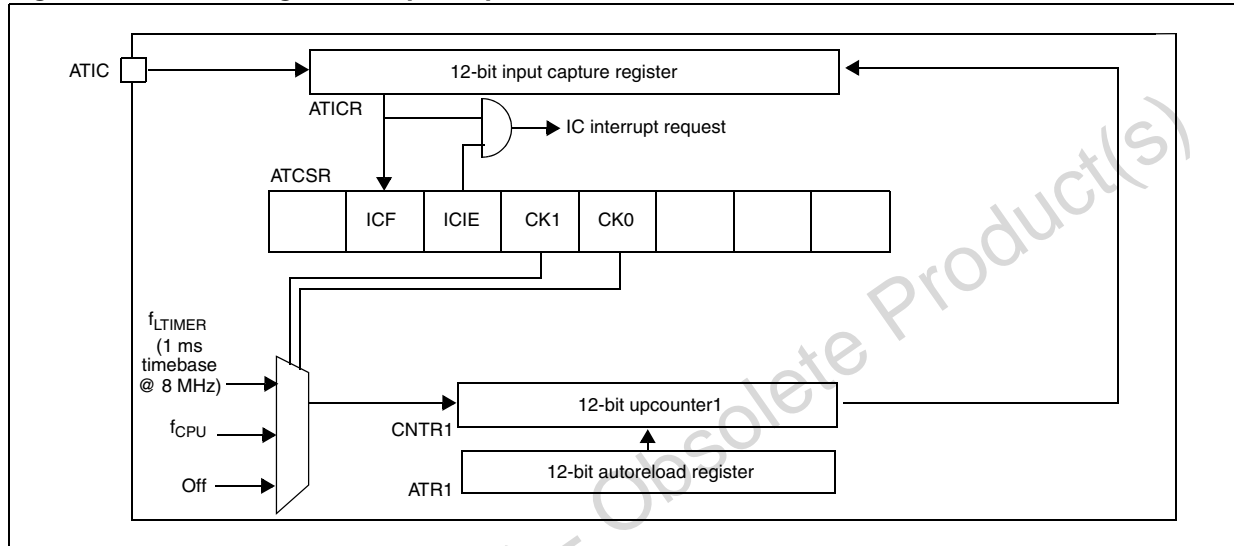 ATIC
12-bit input capture register
ATICR
IC interrupt request
ATCSR
ICF
ICIE
CK1
CK0
fLTIMER
(1 ms
timebase
@ 8 MHz)
12-bit upcounter1
fCPU
CNTR1
12-bit autoreload register
Off
ATR1
- Obsolete Product(s)